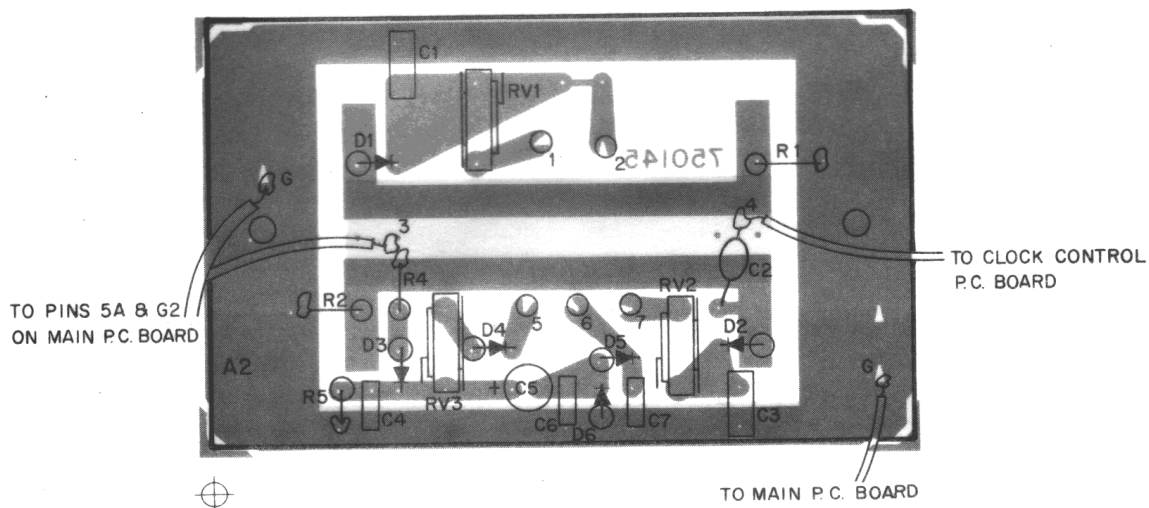 C1
RV1
D1
1
2
750145
R1
G
3
4
R4
C2
TO CLOCK CONTROL
P.C. BOARD
TO PINS 5A & G2
ON MAIN P.C. BOARD
R2
RV2
D3
D4
5
6
7
D5
D2
A2
G
R5
C4
RV3
+
C5
C6
D6
C7
C3
TO MAIN P.C. BOARD